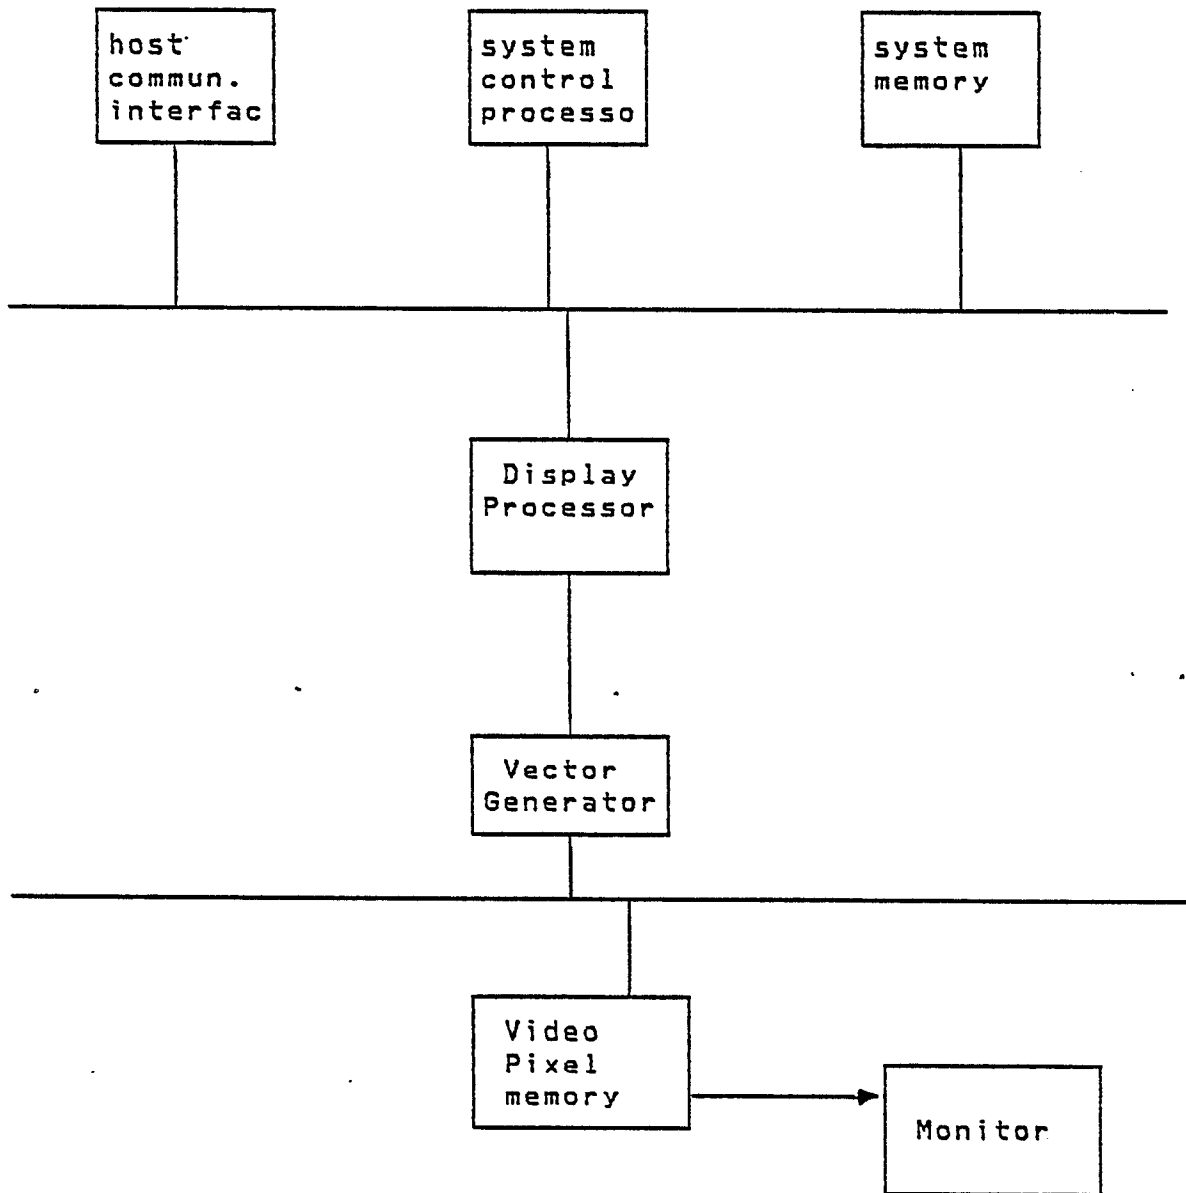 host
commun.
interfac
system
control
processo
system
memory
Display
Processor
Vector
Generator
Video
Pixel
memory
Monitor